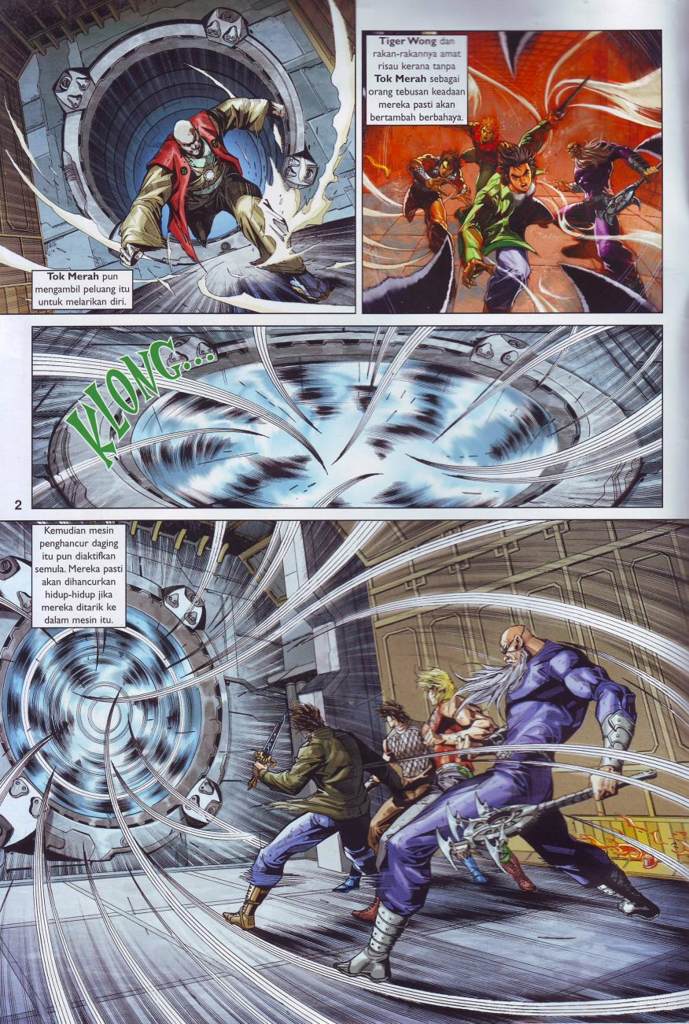 Tok Merah pun
mengambil peluang itu
untuk melarikan diri.
Tiger Wong dan
rakan-rakannya amat
risau kerana tanpa
Tok Merah sebagai
orang tebusan keadaan
mereka pasti akan
bertambah berbahaya.
KLONG...
2
Kemudian mesin
penghancur daging
itu pun diaktifkan
semula. Mereka pasti
akan dihancurkan
hidup-hidup jika
mereka ditarik ke
dalam mesin itu.